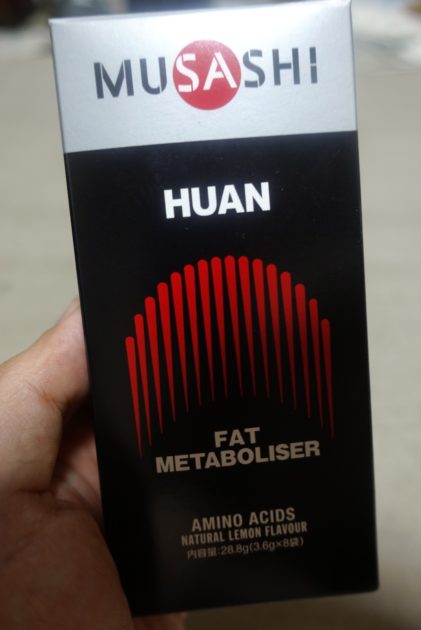 MUSASHI
HUAN
FAT
METABOLISER
AMINO ACIDS
NATURAL LEMON FLAVOUR
内容量:28.8g(3.6g×8袋)